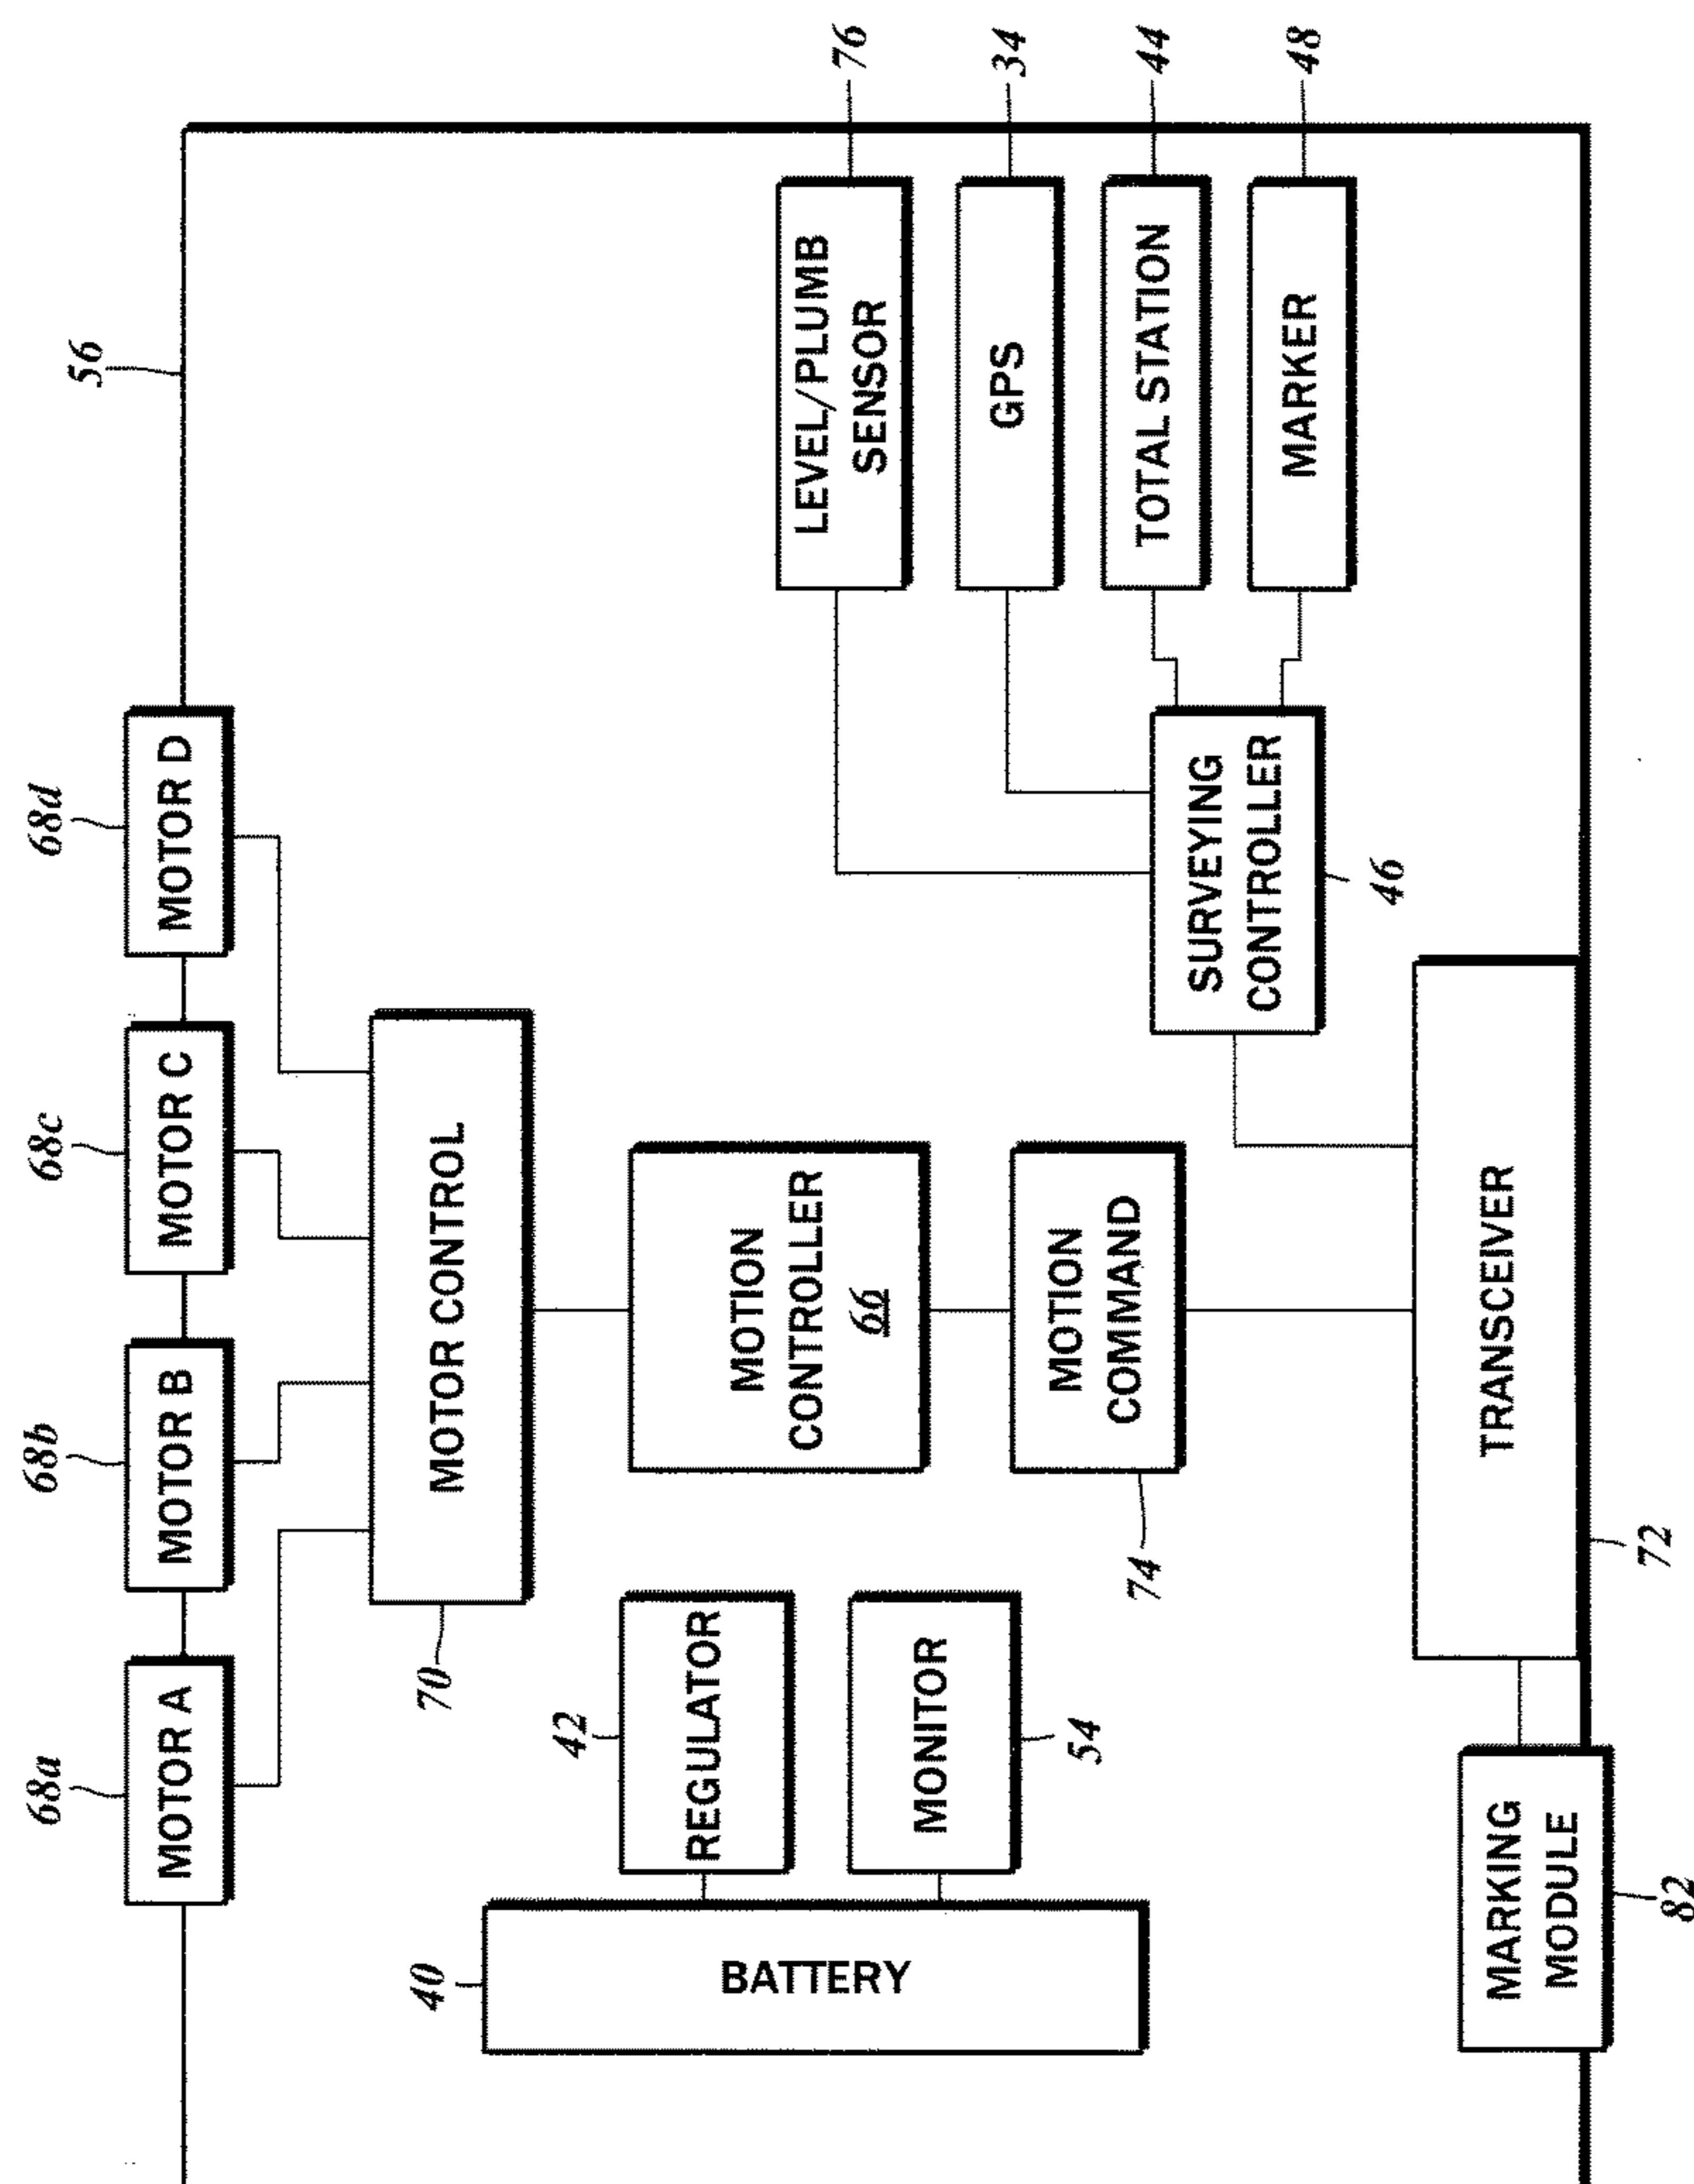 68a
68b
68c
68d
56
MOTOR A
MOTOR B
MOTOR C
MOTOR D
70
MOTOR CONTROL
40
42
REGULATOR
MOTION
CONTROLLER
66
BATTERY
MONITOR
54
MOTION
COMMAND
74
LEVEL/PLUMB
SENSOR
76
GPS
34
TOTAL STATION
44
MARKER
48
SURVEYING
CONTROLLER
46
TRANSCEIVER
72
MARKING
MODULE
82